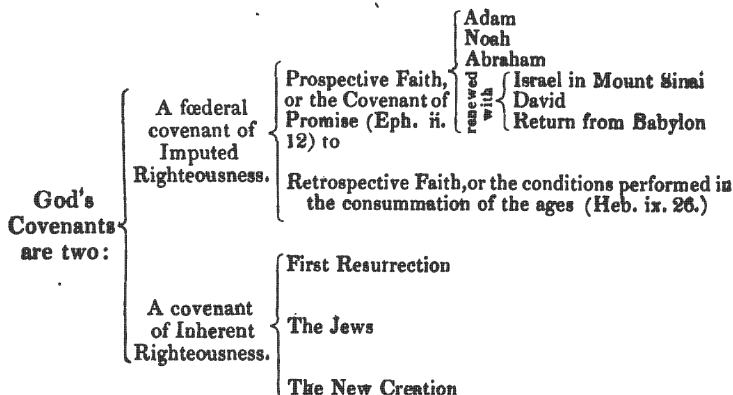 God's
Covenants
are two:
A fœderal
covenant of
Imputed
Righteousness.
Prospective Faith,
or the Covenant of
Promise (Eph. ii.
12) to
Adam
Noah
Abraham
renewed
with
Israel in Mount Sinai
David
Return from Babylon
Retrospective Faith, or the conditions performed in
the consummation of the ages (Heb. ix. 26.)
A covenant
of Inherent
Righteousness.
First Resurrection
The Jews
The New Creation